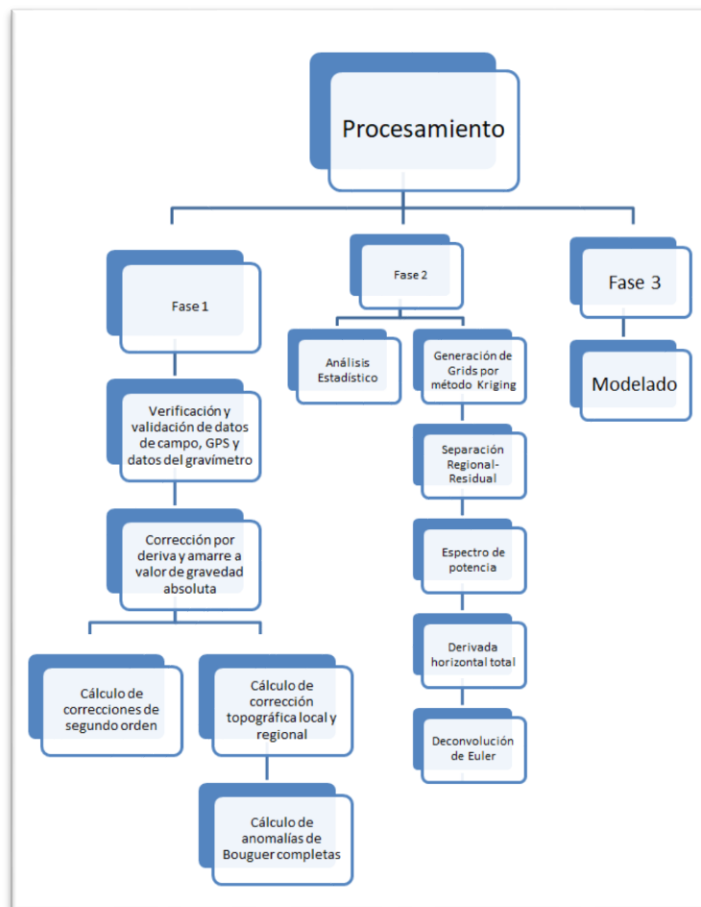 Procesamiento
Fase 1
Verificación y
validación de datos
de campo, GPS y
datos del gravímetro
Corrección por
deriva y amarre a
valor de gravedad
absoluta
Cálculo de
correcciones de
segundo orden
Cálculo de
corrección
topográfica local y
regional
Cálculo de
anomalías de
Bouguer completas
Fase 2
Análisis
Estadístico
Generación de
Grids por
método Kriging
Separación
Regional-
Residual
Espectro de
potencia
Derivada
horizontal total
Deconvolución
de Euler
Fase 3
Modelado